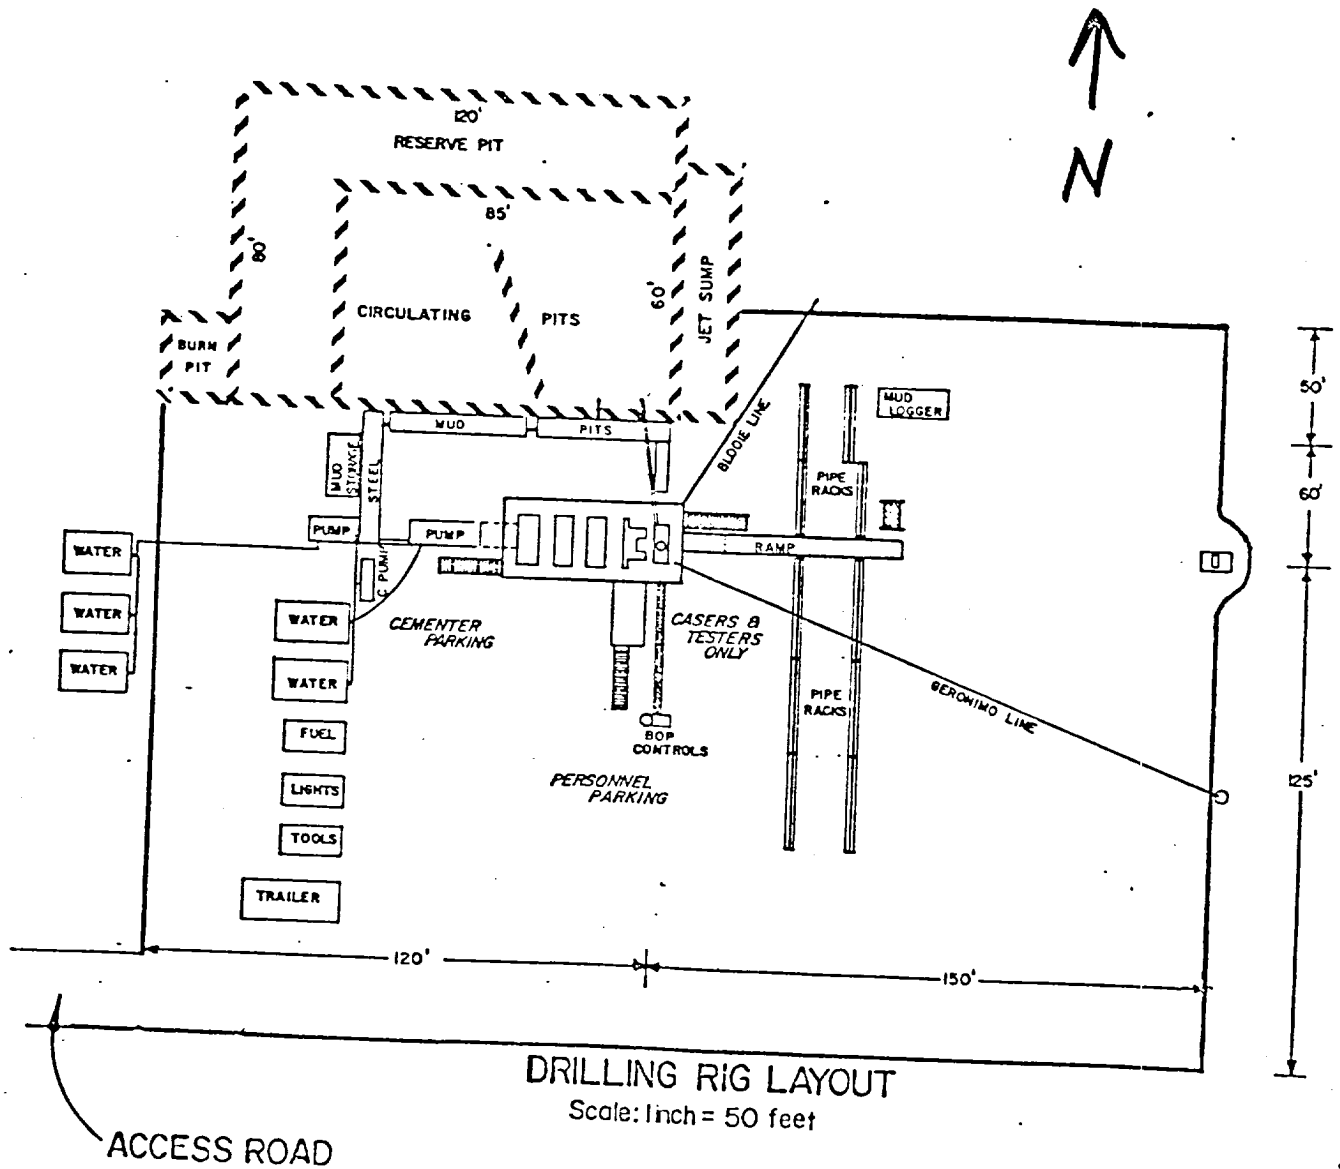 N
120'
RESERVE PIT
85'
80'
60'
CIRCULATING PITS
JET SUMP
BURN
PIT
50'
MUD
LOGGER
MUD
PITS
BLOOIE LINE
MUD
STORAGE
STEEL
PIPE
RACKS
60'
PUMP
PUMP
RAMP
WATER
WATER
WATER
C PUMP
WATER
WATER
CEMENTER
PARKING
CASERS &
TESTERS
ONLY
PIPE
RACKS
GERONIMO LINE
FUEL
BOP
CONTROLS
LIGHTS
PERSONNEL
PARKING
125'
TOOLS
TRAILER
120'
150'
DRILLING RIG LAYOUT
Scale: 1inch = 50 feet
ACCESS ROAD